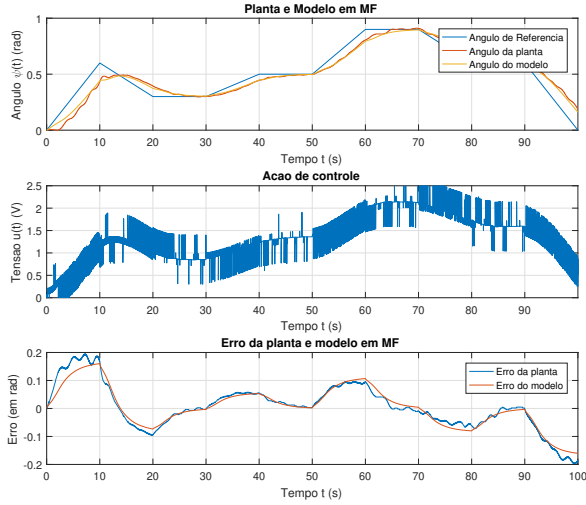 Planta e Modelo em MF
Angulo ψ(t) (rad)
1
0.5
0
Angulo de Referencia
Angulo da planta
Angulo do modelo
0 10 20 30 40 50 60 70 80 90 100
Tempo t (s)
Acao de controle
Tensao u(t) (V)
2.5
2
1.5
1
0.5
0
0 10 20 30 40 50 60 70 80 90 100
Tempo t (s)
Erro da planta e modelo em MF
Erro (em rad)
0.2
0.1
0
-0.1
-0.2
Erro da planta
Erro do modelo
0 10 20 30 40 50 60 70 80 90 100
Tempo t (s)